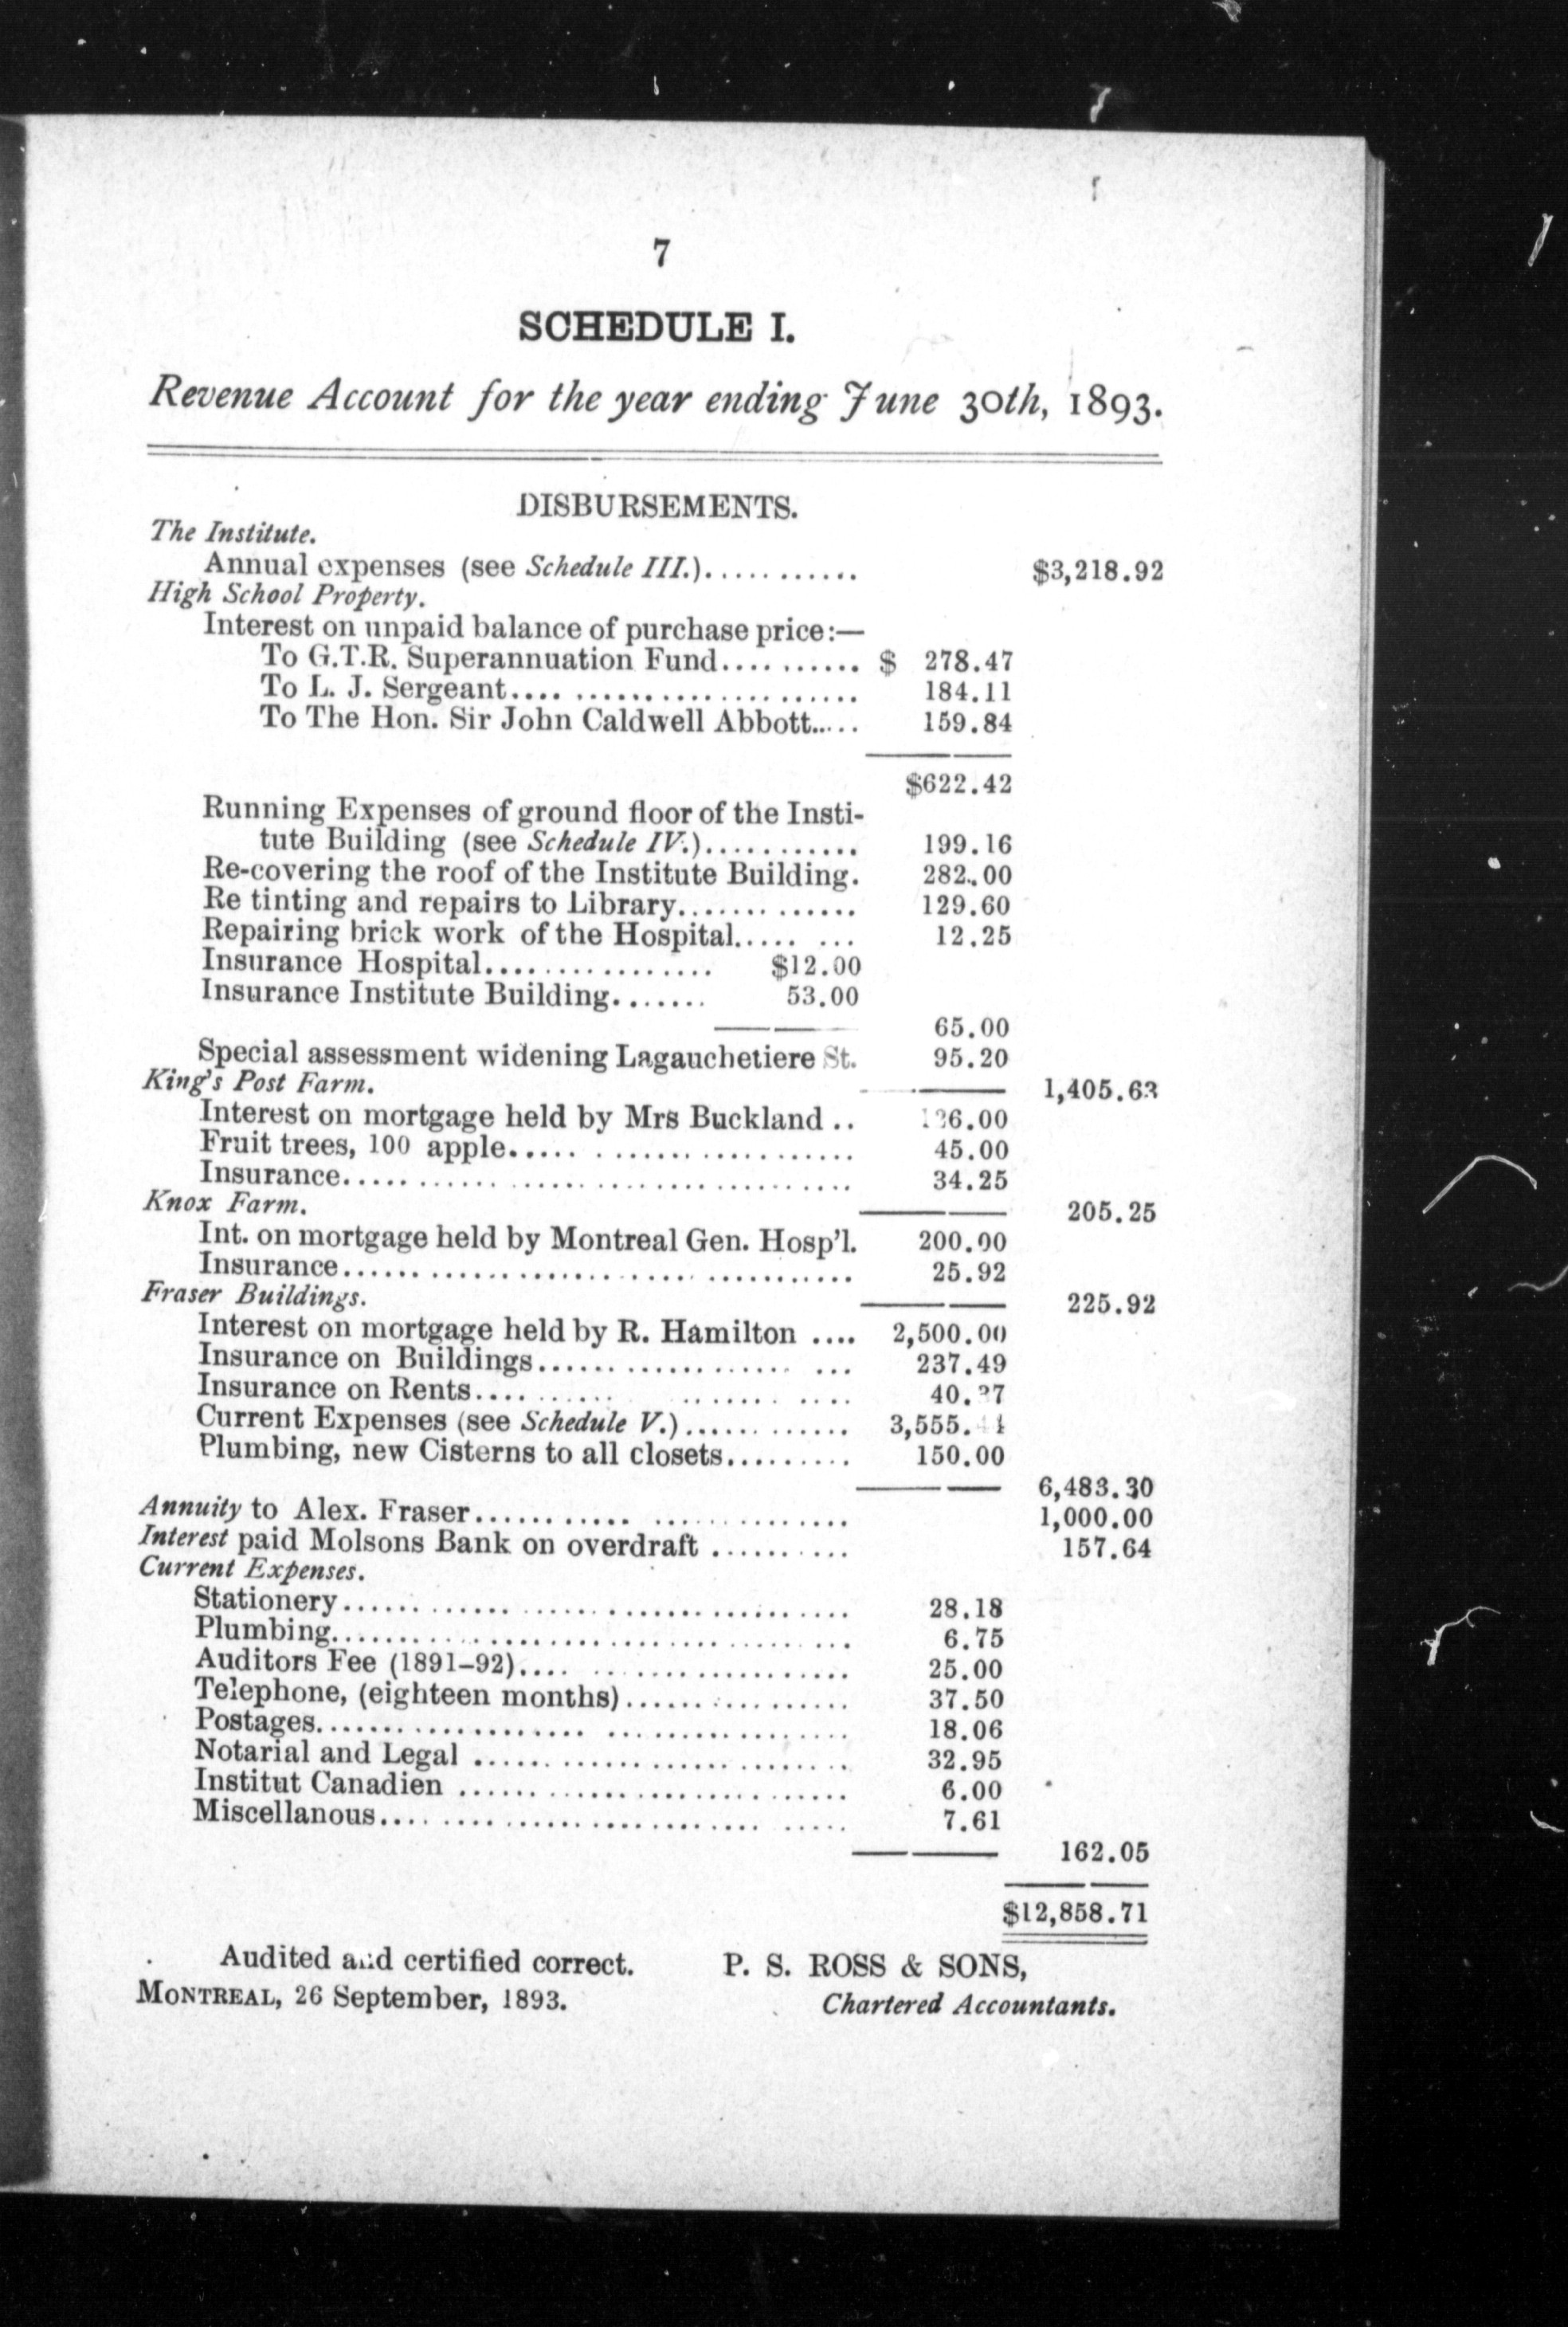 7
SCHEDULE I.
Revenue Account for the year ending June 30th, 1893.
DISBURSEMENTS.
The Institute.
Annual expenses (see Schedule III.)........... $3,218.92
High School Property.
Interest on unpaid balance of purchase price:—
To G.T.R. Superannuation Fund.......... $ 278.47
To L. J. Sergeant.... ..................... 184.11
To The Hon. Sir John Caldwell Abbott..... 159.84
$622.42
Running Expenses of ground floor of the Insti-
tute Building (see Schedule IV.)........... 199.16
Re-covering the roof of the Institute Building. 282.00
Re tinting and repairs to Library............. 129.60
Repairing brick work of the Hospital..... ... 12.25
Insurance Hospital................. $12.00
Insurance Institute Building....... 53.00
65.00
Special assessment widening Lagauchetiere St. 95.20
King's Post Farm. 1,405.63
Interest on mortgage held by Mrs Buckland .. 126.00
Fruit trees, 100 apple..... ................... 45.00
Insurance...................................... 34.25
Knox Farm. 205.25
Int. on mortgage held by Montreal Gen. Hosp'l. 200.00
Insurance...................................... 25.92
Fraser Buildings. 225.92
Interest on mortgage held by R. Hamilton .... 2,500.00
Insurance on Buildings.................... ... 237.49
Insurance on Rents.... ...... ........ .... 40.37
Current Expenses (see Schedule V.)............ 3,555.44
Plumbing, new Cisterns to all closets......... 150.00
6,483.30
Annuity to Alex. Fraser........... .............. 1,000.00
Interest paid Molsons Bank on overdraft .......... 157.64
Current Expenses.
Stationery...................................... 28.18
Plumbing....................................... 6.75
Auditors Fee (1891–92).... ................... 25.00
Telephone, (eighteen months)................. 37.50
Postages.................... .................. 18.06
Notarial and Legal ............................ 32.95
Institut Canadien ............................. 6.00
Miscellanous............................ ..... 7.61
162.05
$12,858.71
Audited and certified correct. P. S. ROSS & SONS,
MONTREAL, 26 September, 1893. Chartered Accountants.